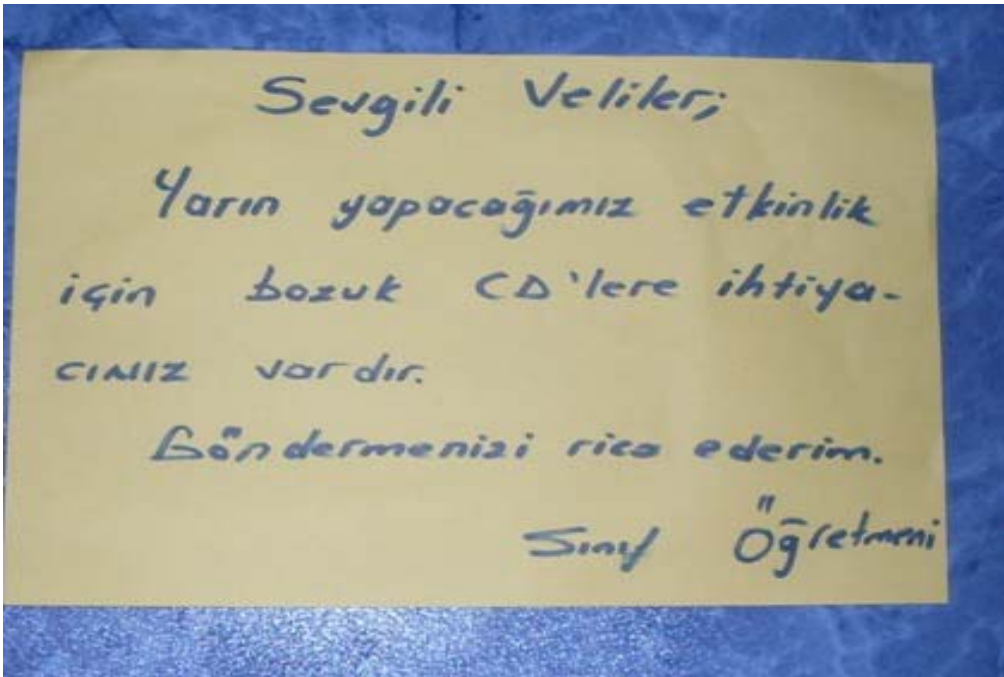 Sevgili Veliler;
Yarın yapacağımız etkinlik
için bozuk CD'lere ihtiya-
cımız vardır.
Göndermenizi rica ederim.
Sınıf Öğretmeni